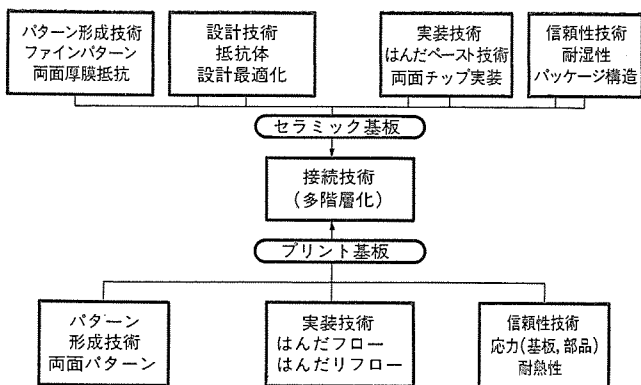 パターン形成技術
ファインパターン
両面厚膜抵抗
設計技術
抵抗体
設計最適化
実装技術
はんだペースト技術
両面チップ実装
信頼性技術
耐湿性
パッケージ構造
セラミック基板
接続技術
(多階層化)
プリント基板
パターン
形成技術
両面パターン
実装技術
はんだフロー
はんだリフロー
信頼性技術
応力(基板,部品)
耐熱性